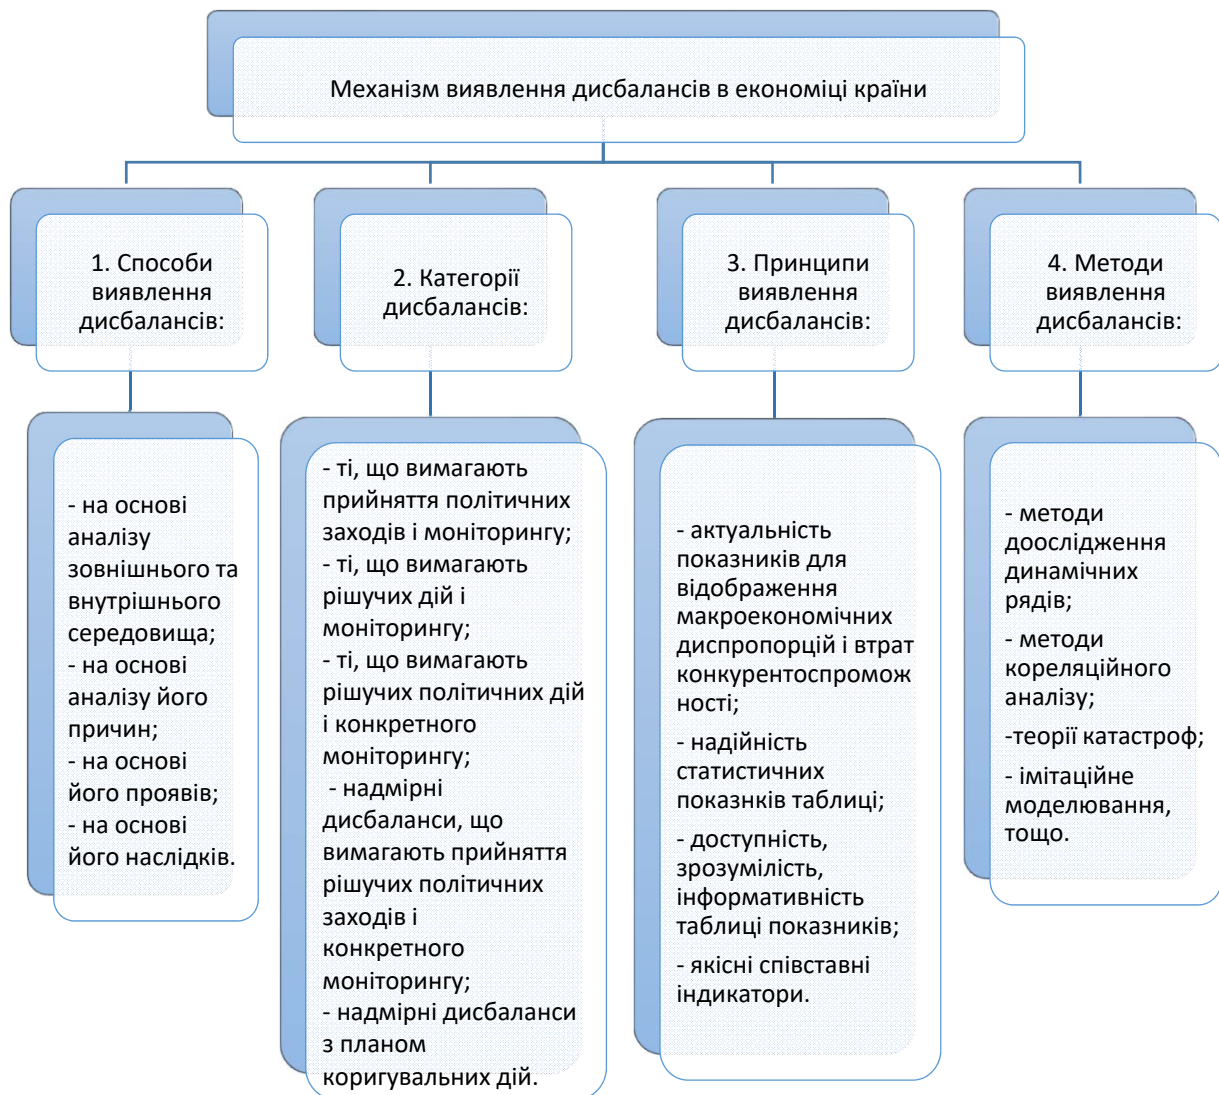 Механізм виявлення дисбалансів в економіці країни
1. Способи
виявлення
дисбалансів:
2. Категорії
дисбалансів:
3. Принципи
виявлення
дисбалансів:
4. Методи
виявлення
дисбалансів:
- на основі
аналізу
зовнішнього та
внутрішнього
середовища;
- на основі
аналізу його
причин;
- на основі
його проявів;
- на основі
його наслідків.
- ті, що вимагають
прийняття політичних
заходів і моніторингу;
- ті, що вимагають
рішучих дій і
моніторингу;
- ті, що вимагають
рішучих політичних дій
і конкретного
моніторингу;
- надмірні
дисбаланси, що
вимагають прийняття
рішучих політичних
заходів і
конкретного
моніторингу;
- надмірні дисбаланси
з планом
коригувальних дій.
- актуальність
показників для
відображення
макроекономічних
диспропорцій і втрат
конкурентоспромож
ності;
- надійність
статистичних
показнків таблиці;
- доступність,
зрозумілість,
інформативність
таблиці показників;
- якісні співставні
індикатори.
- методи
доослідження
динамічних
рядів;
- методи
кореляційного
аналізу;
-теорії катастроф;
- імітаційне
моделювання,
тощо.